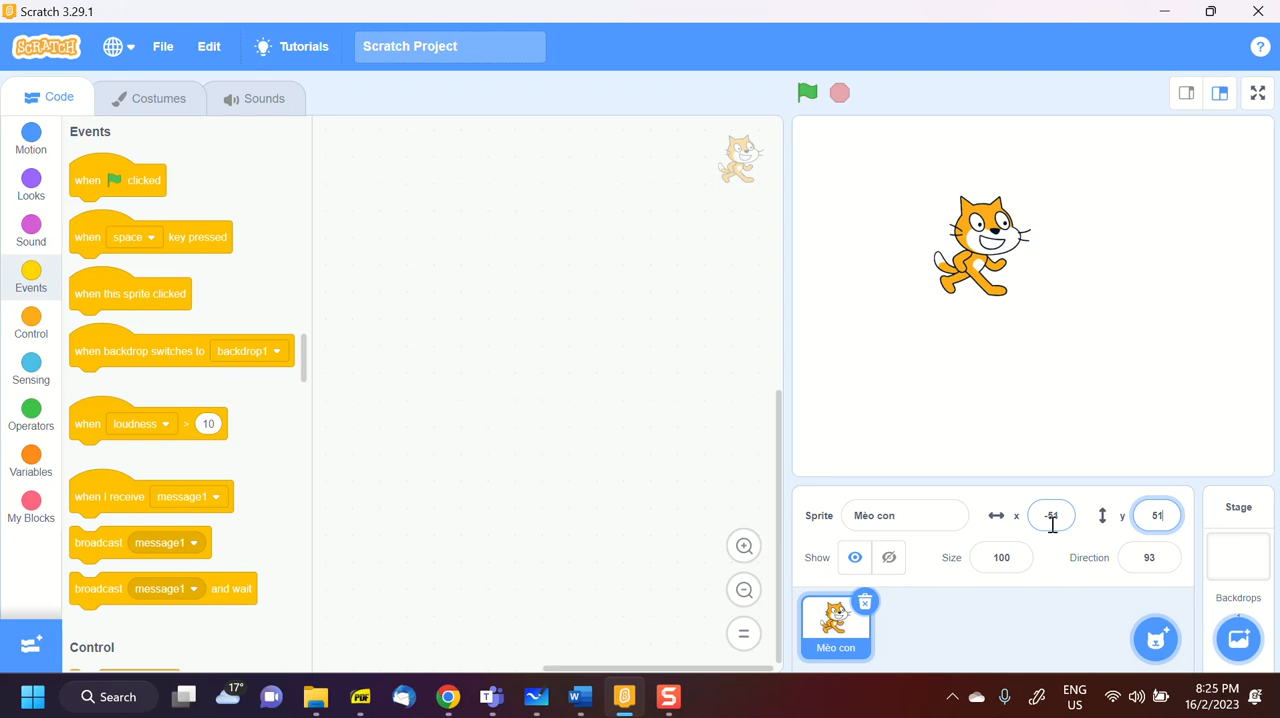 Scratch 3.29.1
SCRATCH File Edit Tutorials Scratch Project ?
Code Costumes Sounds
Motion
Looks
Sound
Events
Control
Sensing
Operators
Variables
My Blocks
Events
when clicked
when space key pressed
when this sprite clicked
when backdrop switches to backdrop1
when loudness > 10
when I receive message1
broadcast message1
broadcast message1 and wait
Control
Sprite Mèo con x -51 y 51
Show Size 100 Direction 93
Mèo con
Stage
Backdrops
Search
17°
PDF
ENG
US
8:25 PM
16/2/2023